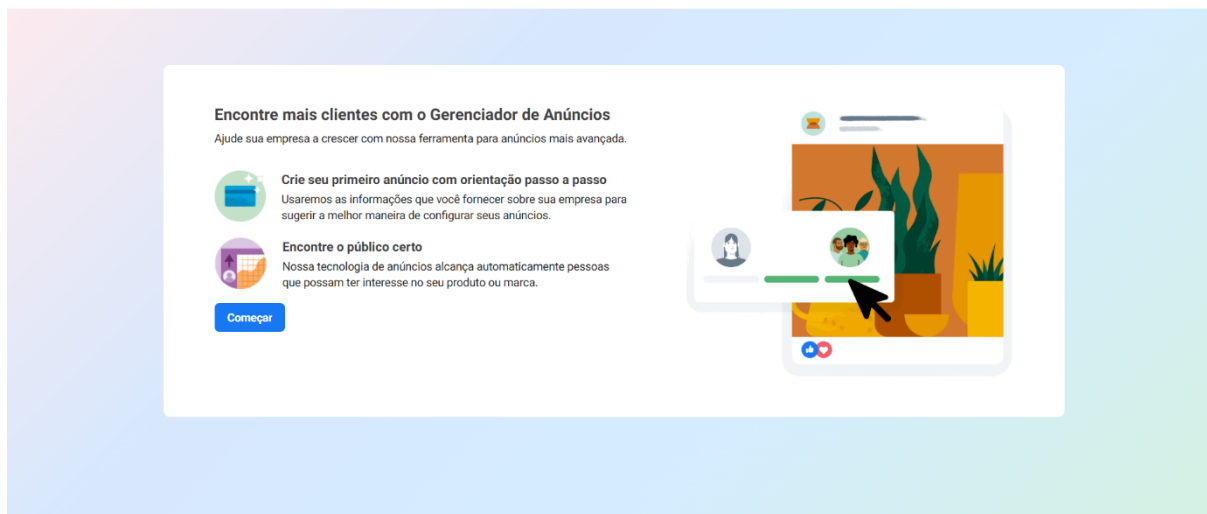 Encontre mais clientes com o Gerenciador de Anúncios
Ajude sua empresa a crescer com nossa ferramenta para anúncios mais avançada.
Crie seu primeiro anúncio com orientação passo a passo
Usaremos as informações que você fornecer sobre sua empresa para
sugerir a melhor maneira de configurar seus anúncios.
Encontre o público certo
Nossa tecnologia de anúncios alcança automaticamente pessoas
que possam ter interesse no seu produto ou marca.
Começar